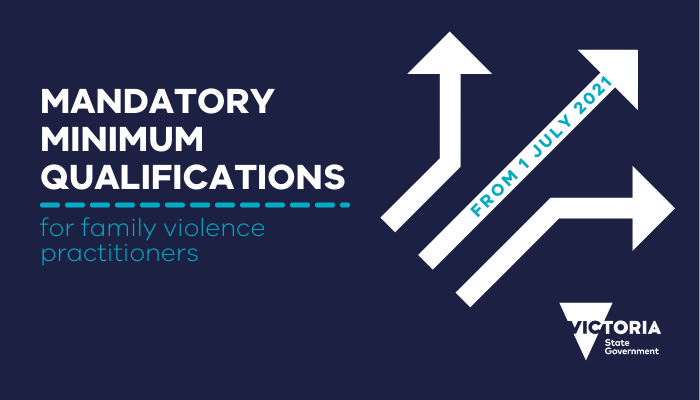 MANDATORY
MINIMUM
QUALIFICATIONS
for family violence
practitioners
FROM 1 JULY 2021
VICTORIA
State
Government